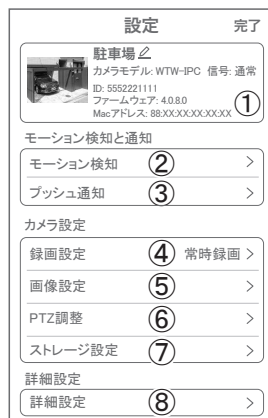 設定 完了
駐車場
カメラモデル: WTW-IPC 信号: 通常
ID: 5552221111
ファームウェア: 4.0.8.0
Macアドレス: 88:XX:XX:XX:XX:XX ①
モーション検知と通知
モーション検知 ② >
プッシュ通知 ③ >
カメラ設定
録画設定 ④ 常時録画 >
画像設定 ⑤ >
PTZ調整 ⑥ >
ストレージ設定 ⑦ >
詳細設定
詳細設定 ⑧ >